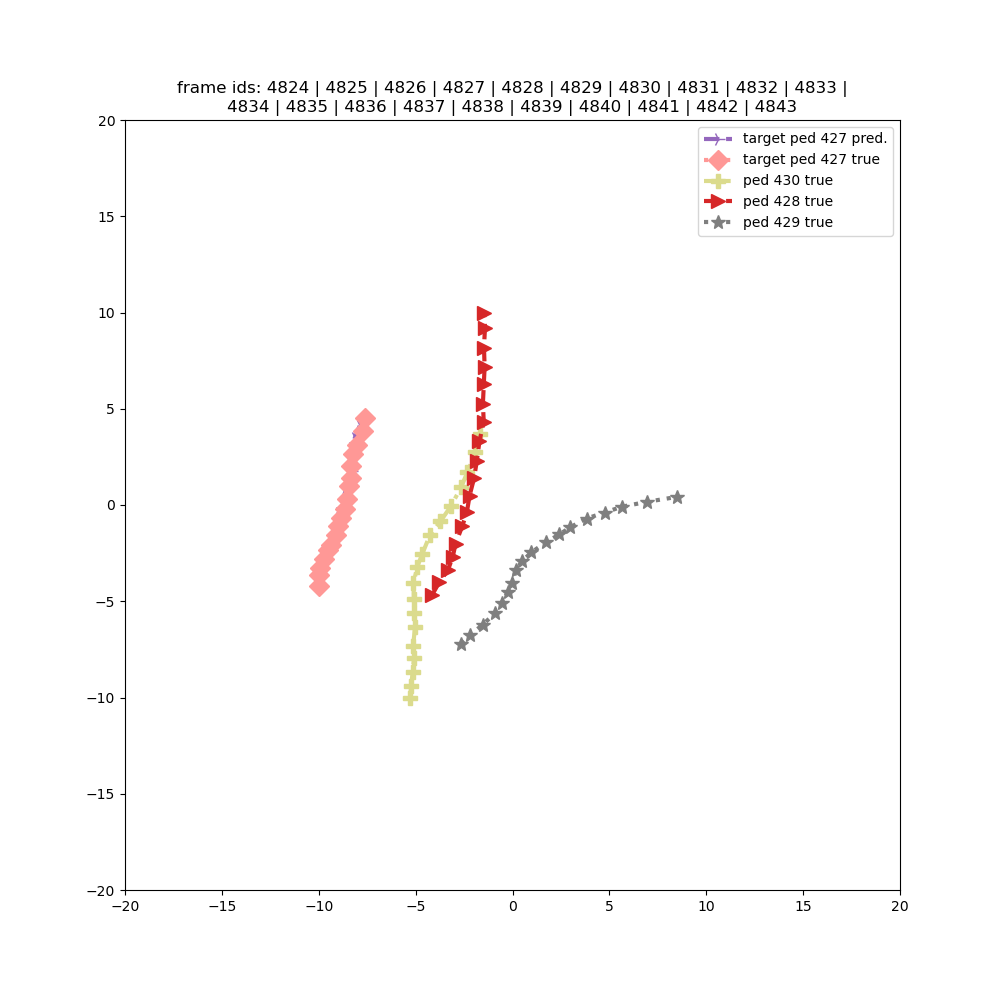 frame ids: 4824 | 4825 | 4826 | 4827 | 4828 | 4829 | 4830 | 4831 | 4832 | 4833 |
4834 | 4835 | 4836 | 4837 | 4838 | 4839 | 4840 | 4841 | 4842 | 4843
target ped 427 pred.
target ped 427 true
ped 430 true
ped 428 true
ped 429 true
20
15
10
5
0
−5
−10
−15
−20
−20 −15 −10 −5 0 5 10 15 20